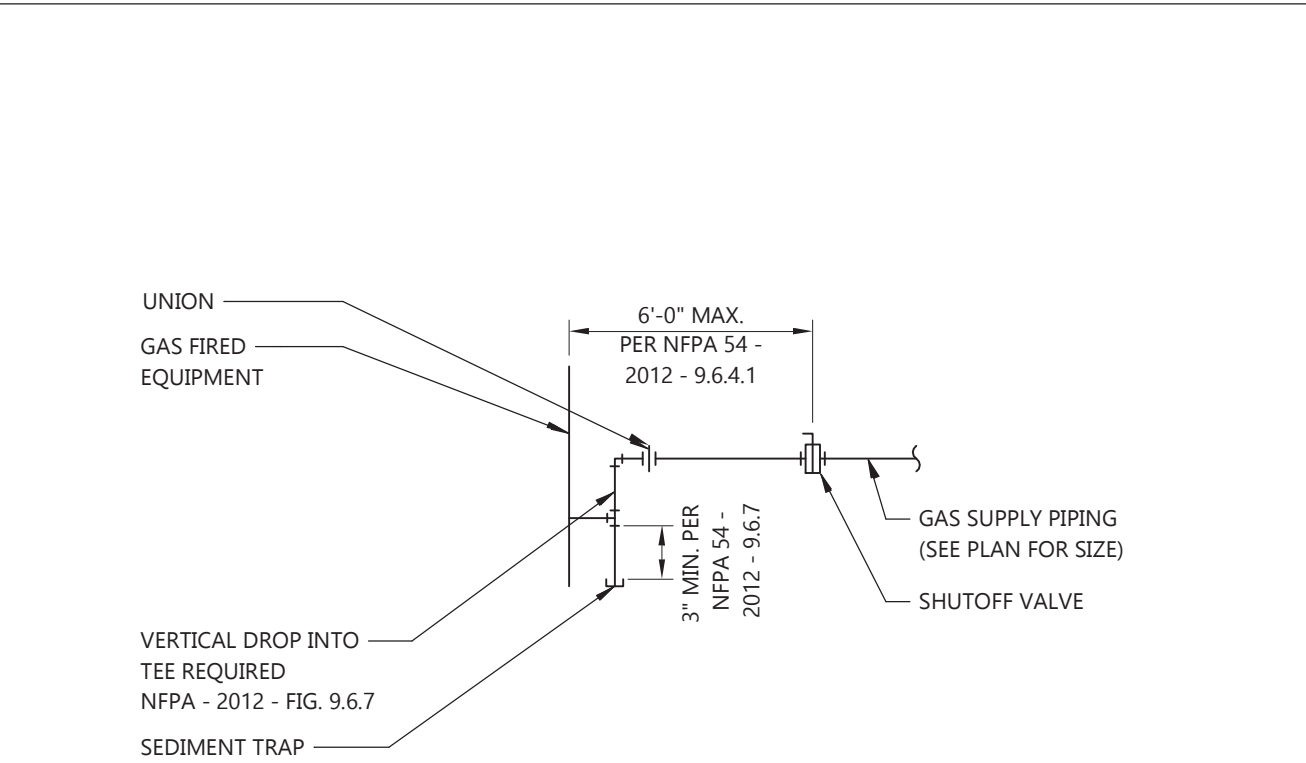 UNION
GAS FIRED
EQUIPMENT
6'-0" MAX.
PER NFPA 54 -
2012 - 9.6.4.1
3" MIN. PER
NFPA 54 -
2012 - 9.6.7
GAS SUPPLY PIPING
(SEE PLAN FOR SIZE)
SHUTOFF VALVE
VERTICAL DROP INTO
TEE REQUIRED
NFPA - 2012 - FIG. 9.6.7
SEDIMENT TRAP